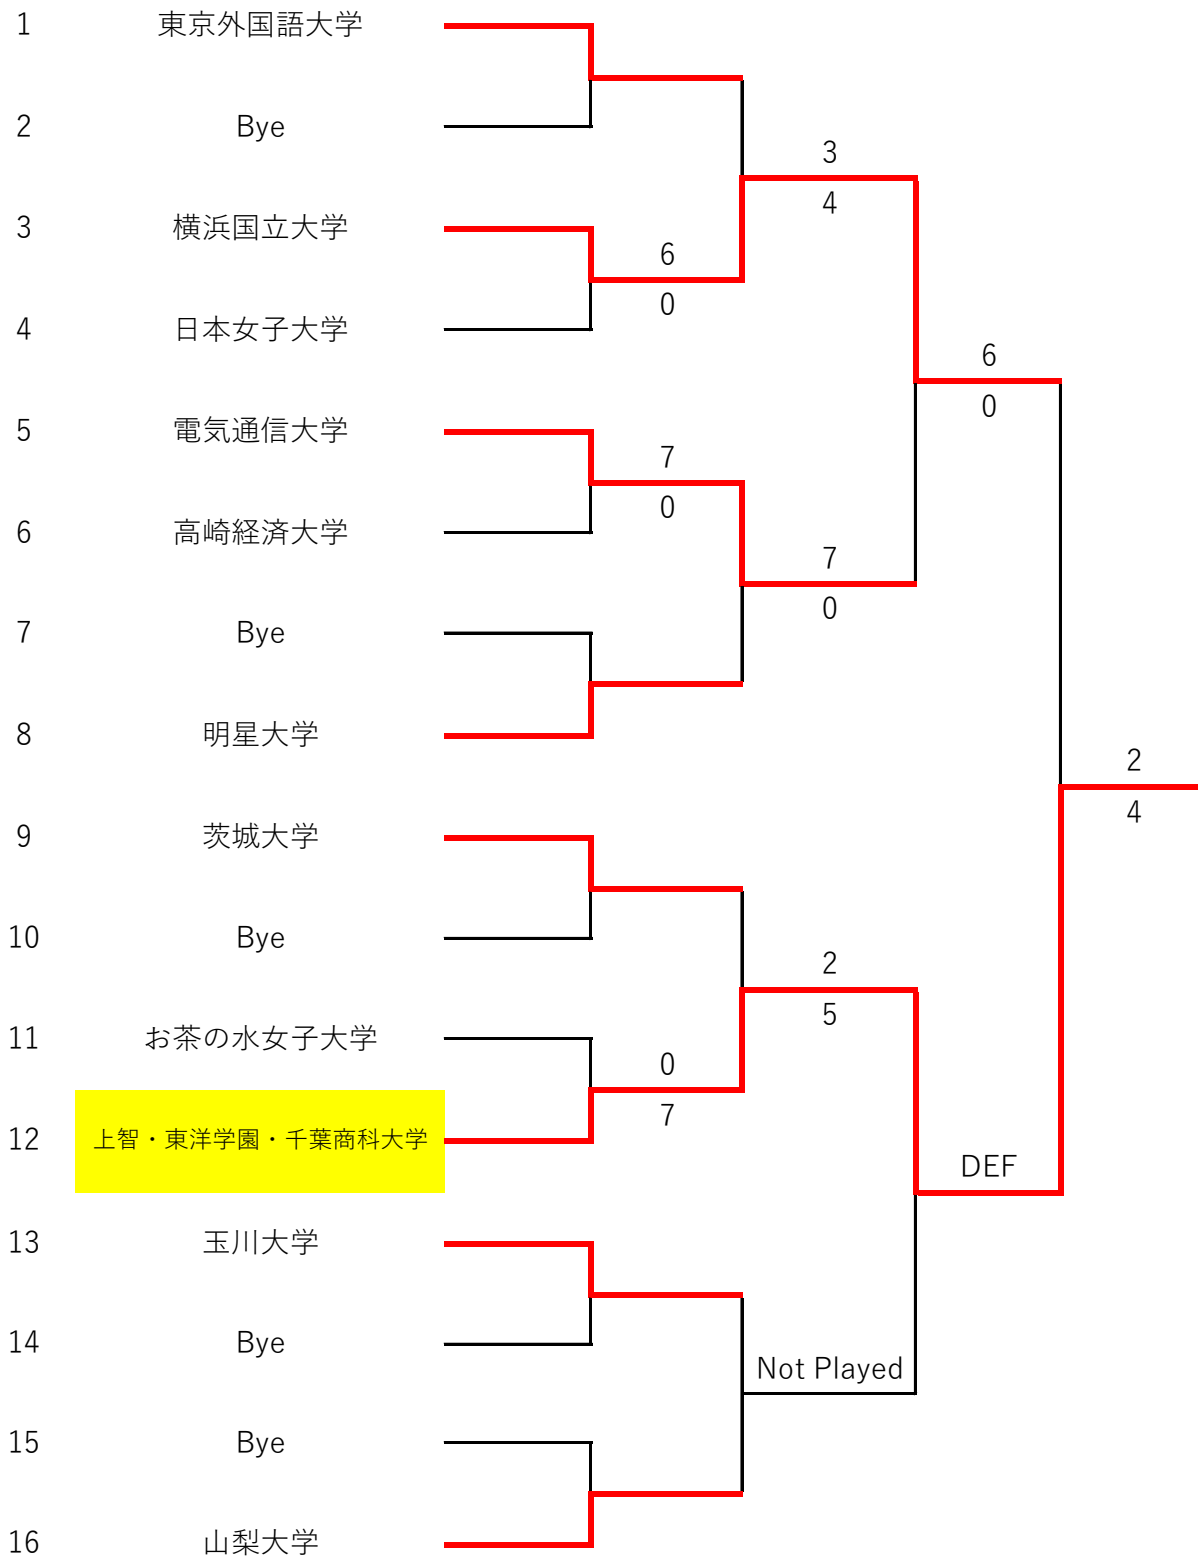 1 東京外国語大学
2 Bye
3
4
3 横浜国立大学
6
0
4 日本女子大学
6
0
5 電気通信大学
7
0
6 高崎経済大学
7
0
7 Bye
8 明星大学
2
4
9 茨城大学
10 Bye
2
5
11 お茶の水女子大学
0
7
12 上智・東洋学園・千葉商科大学
DEF
13 玉川大学
14 Bye
Not Played
15 Bye
16 山梨大学